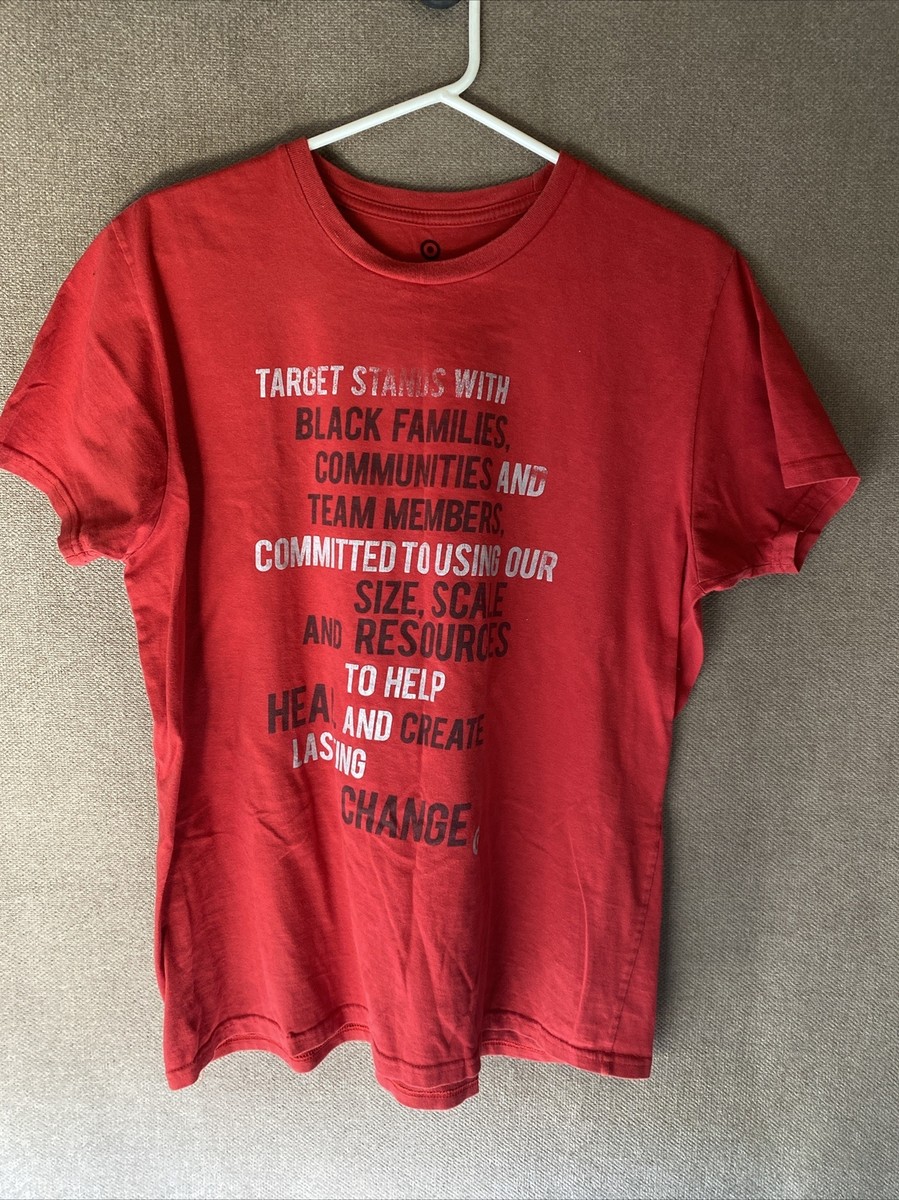 TARGET STANDS WITH
BLACK FAMILIES,
COMMUNITIES AND
TEAM MEMBERS,
COMMITTED TO USING OUR
SIZE, SCALE
AND RESOURCES
TO HELP
HEAL AND CREATE
LASTING
CHANGE